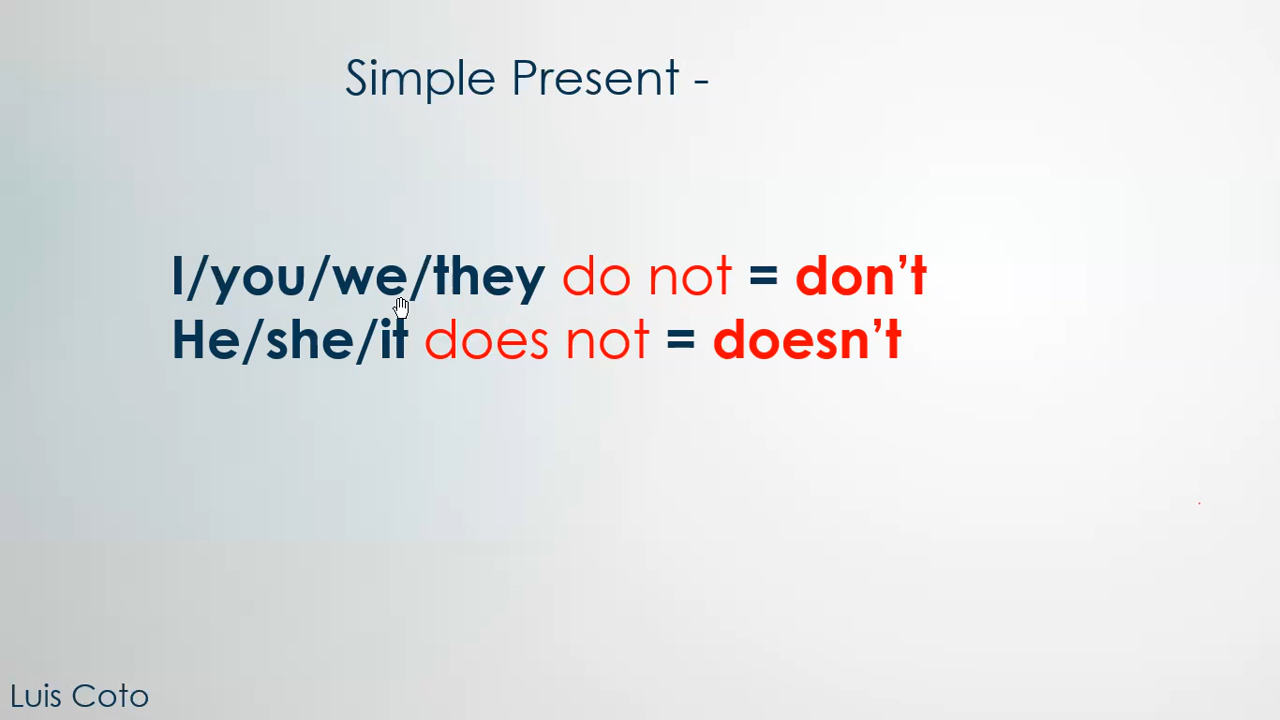 Simple Present -
I/you/we/they do not = don’t
He/she/it does not = doesn’t
Luis Coto